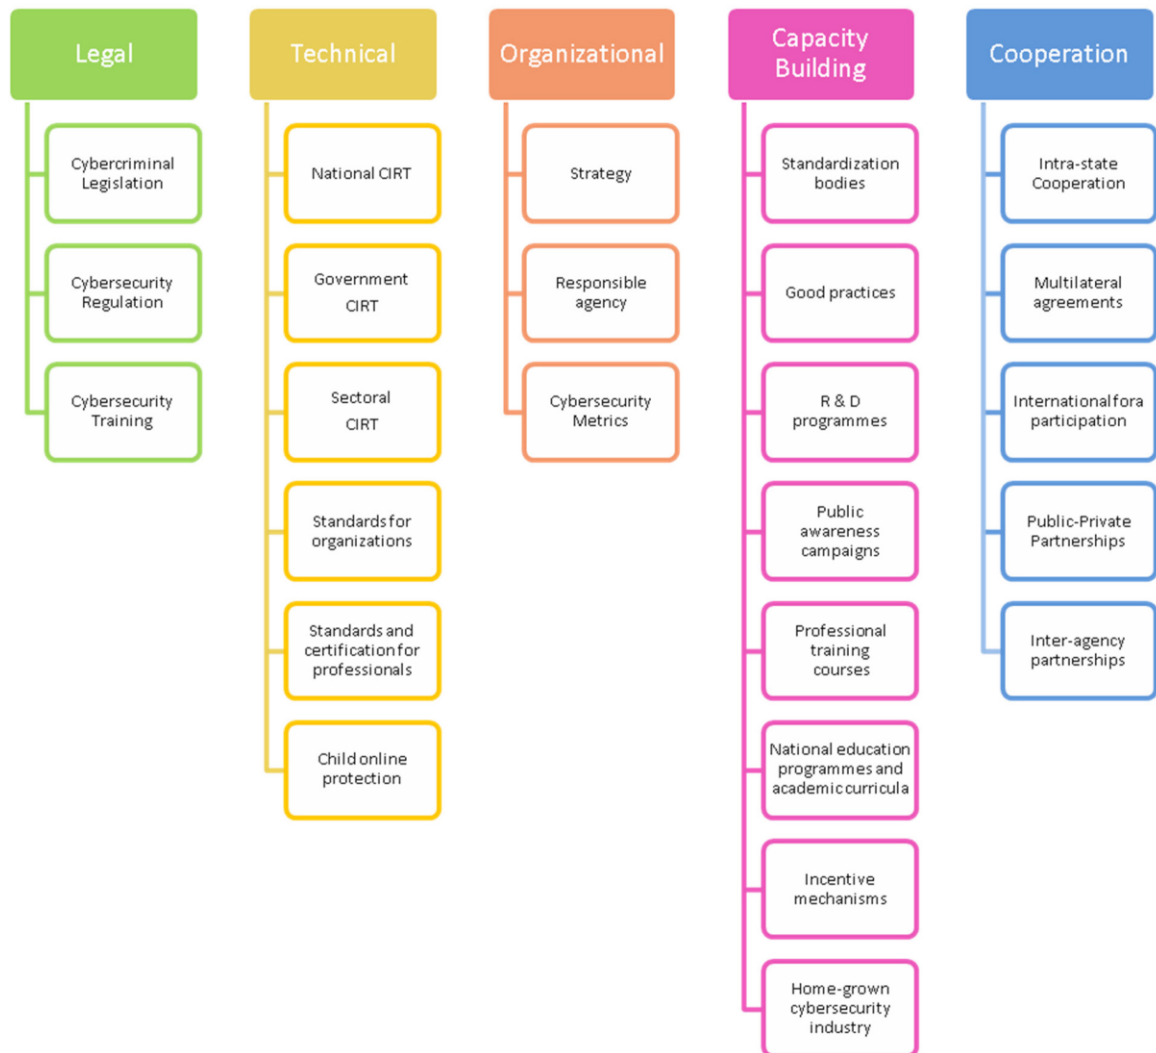 Legal
Cybercriminal
Legislation
Cybersecurity
Regulation
Cybersecurity
Training
Technical
National CIRT
Government
CIRT
Sectoral
CIRT
Standards for
organizations
Standards and
certification for
professionals
Child online
protection
Organizational
Strategy
Responsible
agency
Cybersecurity
Metrics
Capacity
Building
Standardization
bodies
Good practices
R & D
programmes
Public
awareness
campaigns
Professional
training
courses
National education
programmes and
academic curricula
Incentive
mechanisms
Home-grown
cybersecurity
industry
Cooperation
Intra-state
Cooperation
Multilateral
agreements
International fora
participation
Public-Private
Partnerships
Inter-agency
partnerships